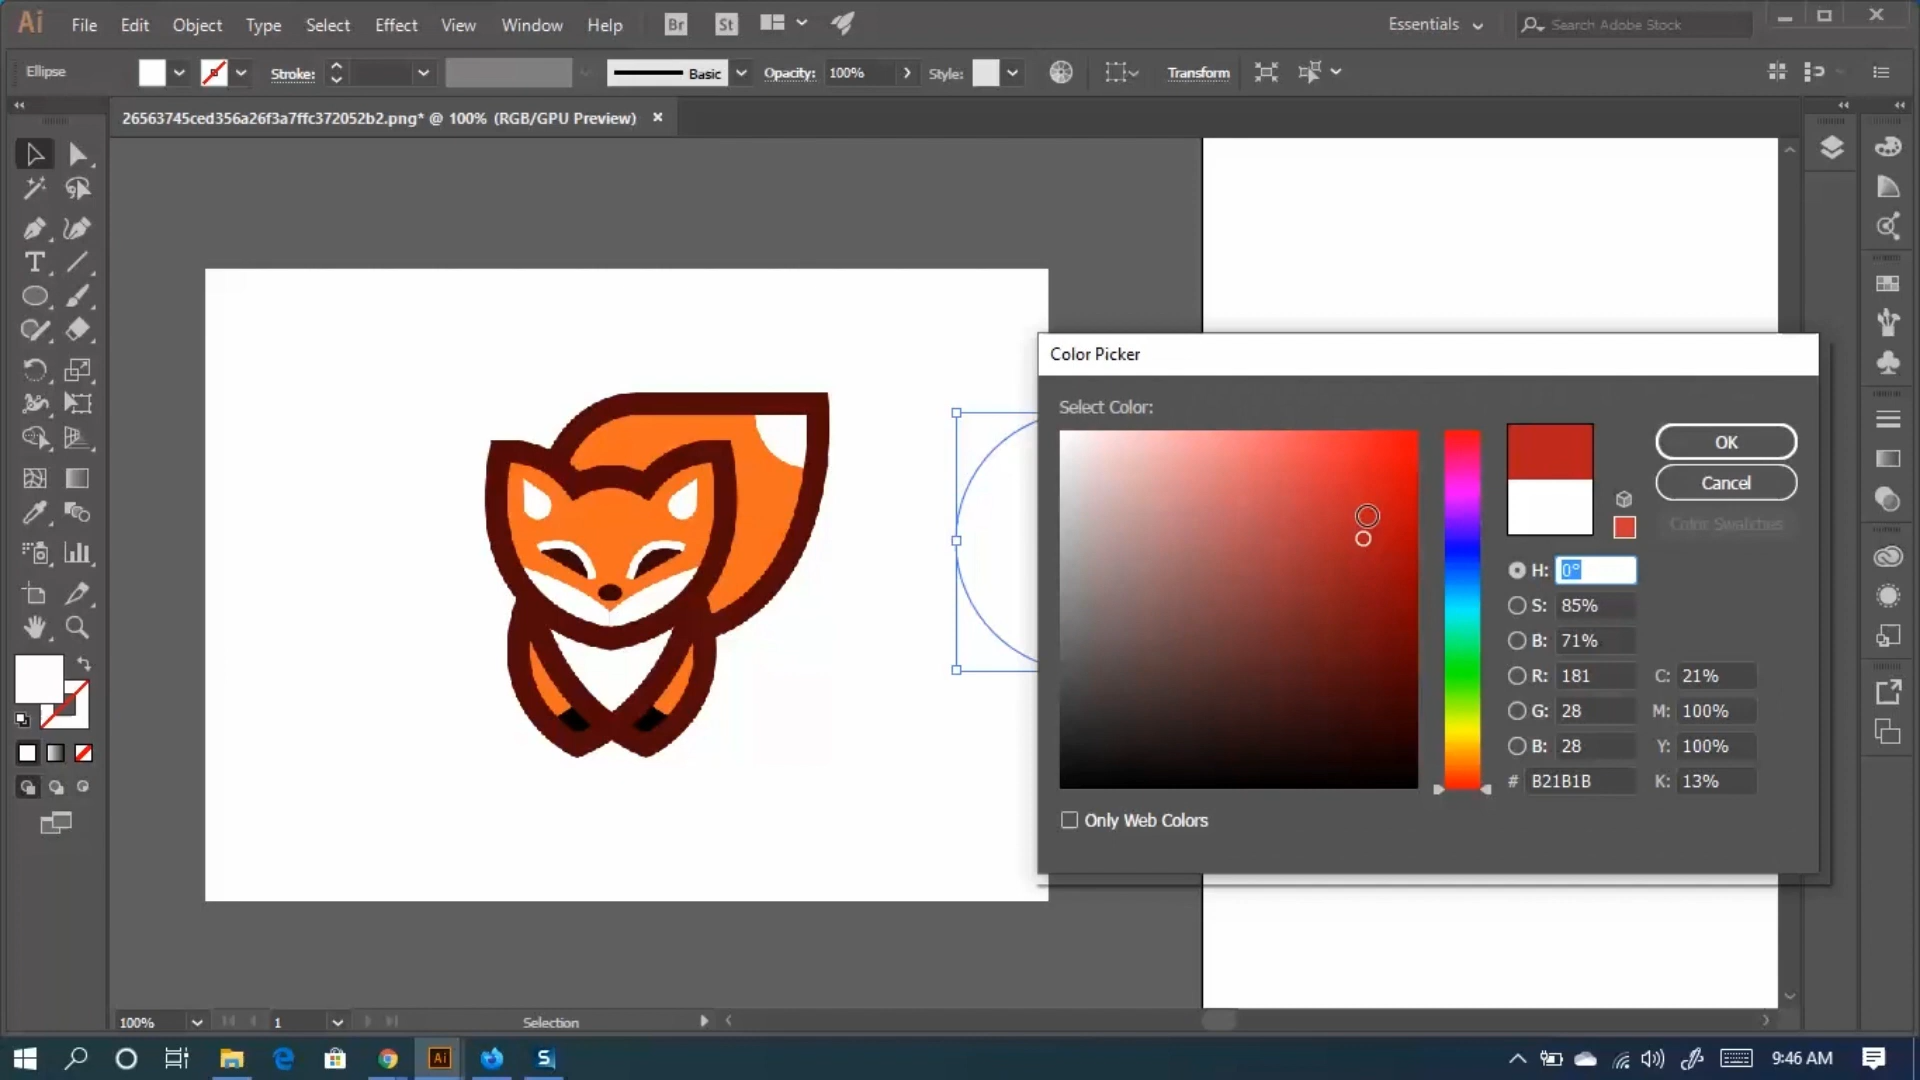 Ai File Edit Object Type Select Effect View Window Help Br St Essentials Search Adobe Stock
Ellipse Stroke: Basic Opacity: 100% Style: Transform
26563745ced356a26f3a7ffc372052b2.png* @ 100% (RGB/GPU Preview)
Color Picker
Select Color:
OK
Cancel
Color Swatches
H: 0°
S: 85%
B: 71%
R: 181 C: 21%
G: 28 M: 100%
B: 28 Y: 100%
# B21B1B K: 13%
Only Web Colors
100% 1 Selection
Ai S 9:46 AM